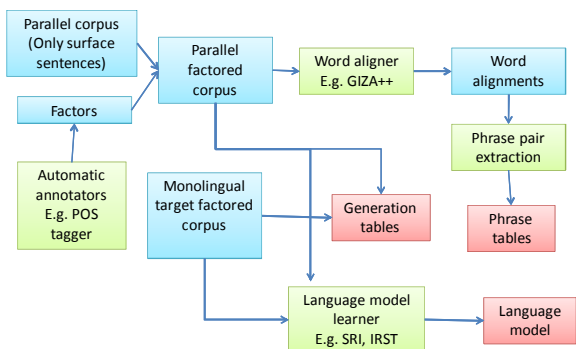 Parallel corpus
(Only surface
sentences)
Parallel
factored
corpus
Word aligner
E.g. GIZA++
Word
alignments
Factors
Phrase pair
extraction
Automatic
annotators
E.g. POS
tagger
Monolingual
target factored
corpus
Generation
tables
Phrase
tables
Language model
learner
E.g. SRI, IRST
Language
model